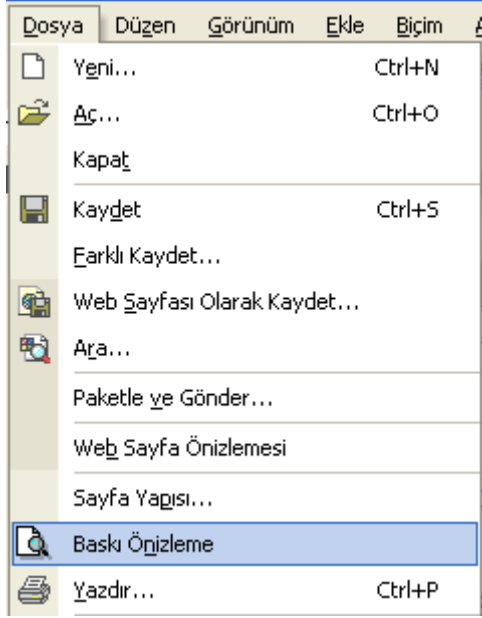 Dosya Düzen Görünüm Ekle Biçim
Yeni... Ctrl+N
Aç... Ctrl+O
Kapat
Kaydet Ctrl+S
Farklı Kaydet...
Web Sayfası Olarak Kaydet...
Ara...
Paketle ve Gönder...
Web Sayfa Önizlemesi
Sayfa Yapısı...
Baskı Önizleme
Yazdır... Ctrl+P